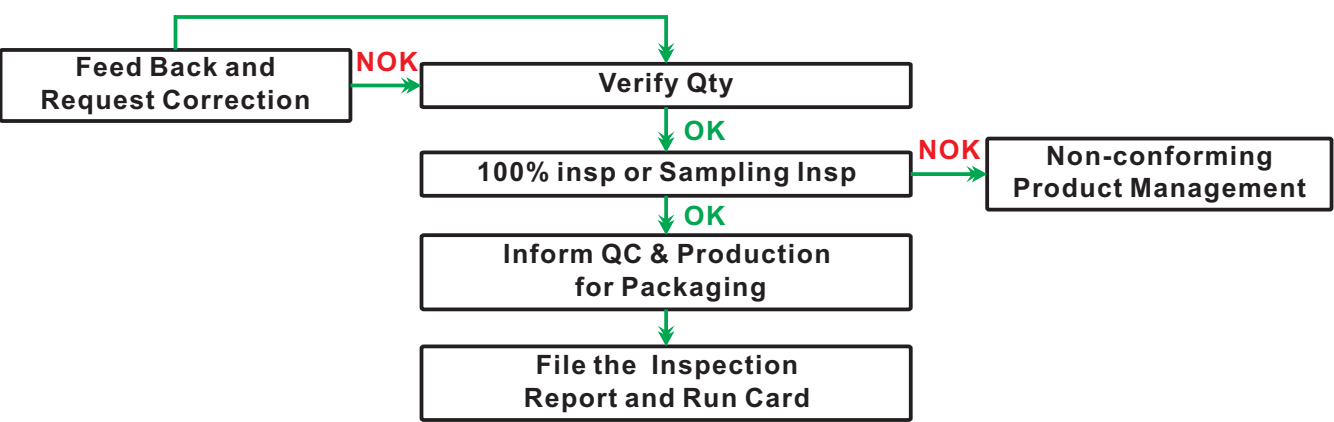 Feed Back and
Request Correction
NOK
Verify Qty
OK
100% insp or Sampling Insp
NOK
Non-conforming
Product Management
OK
Inform QC & Production
for Packaging
File the Inspection
Report and Run Card